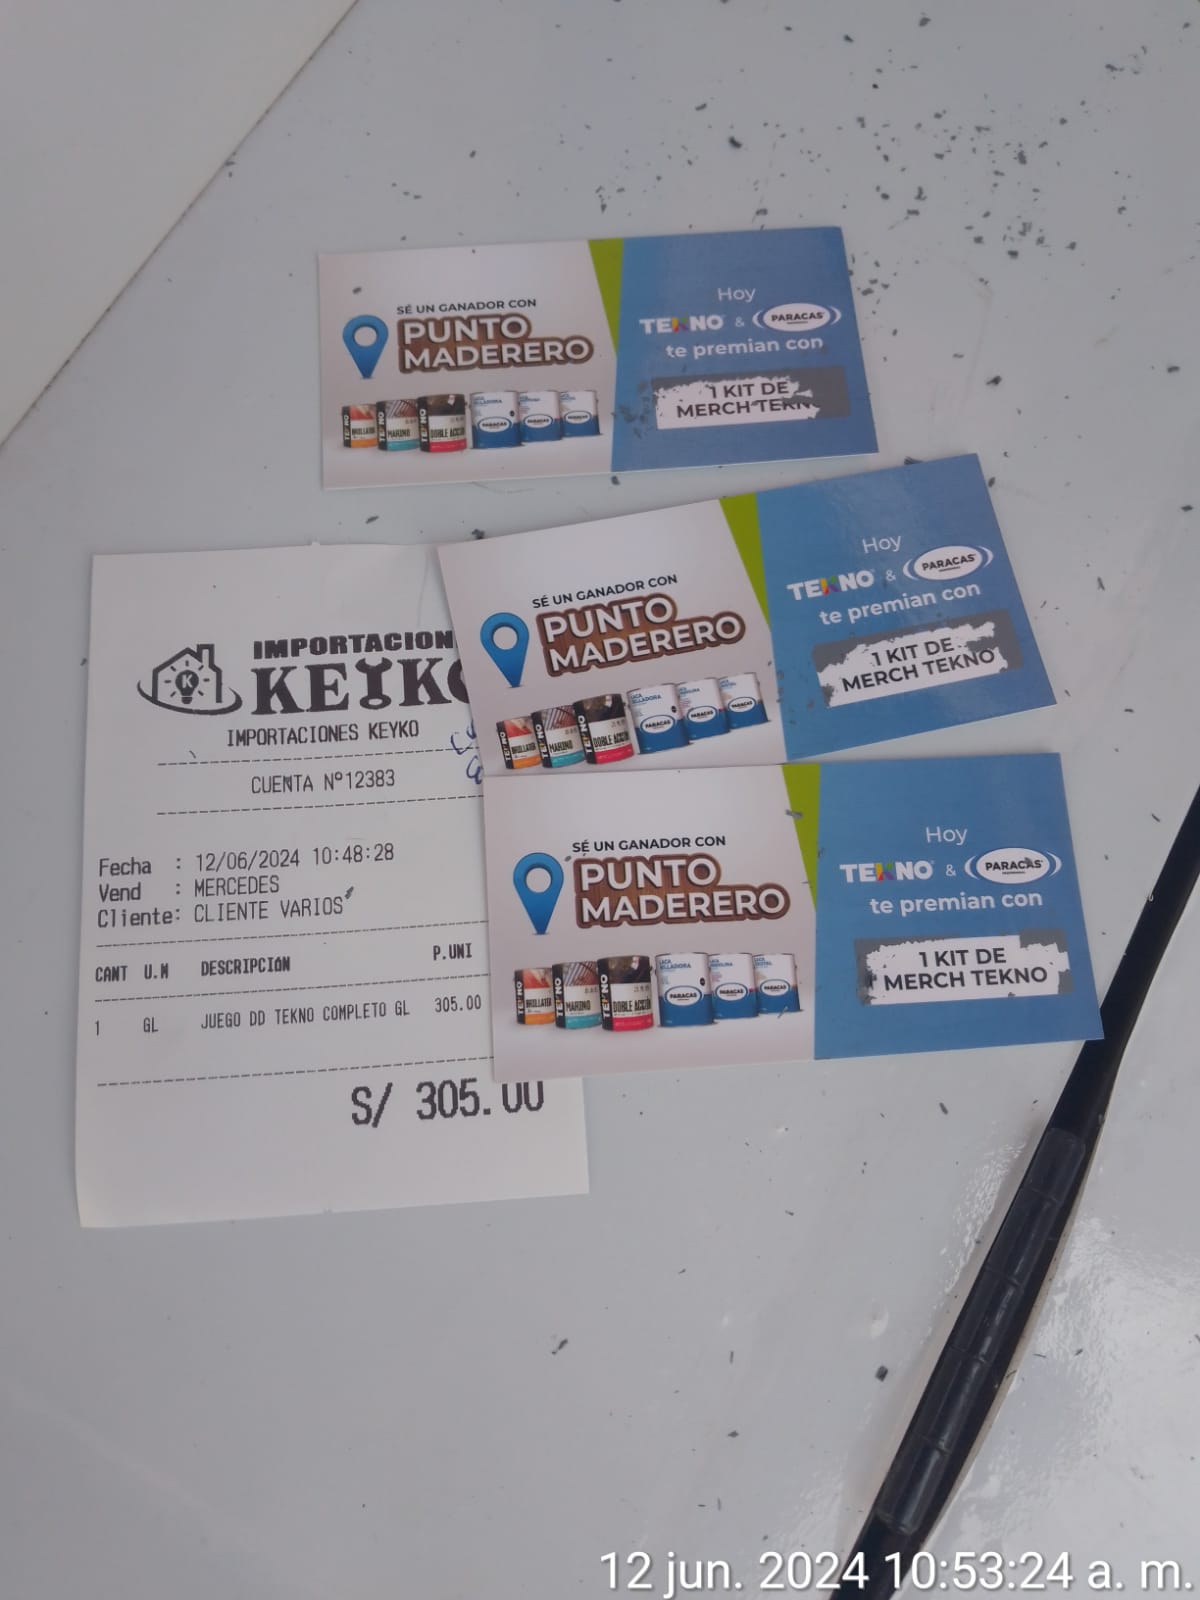 SÉ UN GANADOR CON
PUNTO
MADERERO
Hoy
TEKNO & PARACAS
te premian con
1 KIT DE
MERCH TEKN
SÉ UN GANADOR CON
PUNTO
MADERERO
Hoy
TEKNO & PARACAS
te premian con
1 KIT DE
MERCH TEKNO
SÉ UN GANADOR CON
PUNTO
MADERERO
Hoy
TEKNO & PARACAS
te premian con
1 KIT DE
MERCH TEKNO
IMPORTACION
KEYKO
IMPORTACIONES KEYKO
CUENTA Nº12383
Fecha : 12/06/2024 10:48:28
Vend : MERCEDES
Cliente: CLIENTE VARIOS
CANT U.M DESCRIPCIÓN P.UNI
1 GL JUEGO DD TEKNO COMPLETO GL 305.00
S/ 305.00
12 jun. 2024 10:53:24 a. m.